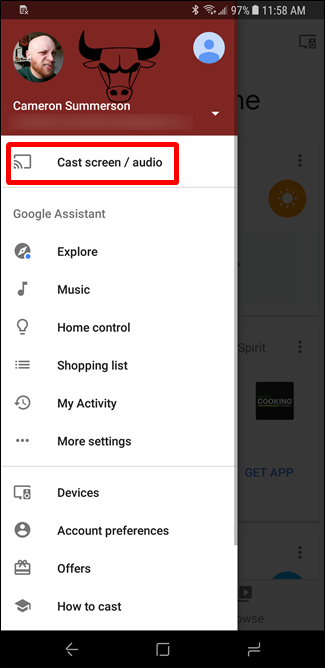 97% 11:58 AM
me
Cameron Summerson
Cast screen / audio
Google Assistant
Explore
Music
Home control
Shopping list
My Activity
More settings
Spirit
COOKING
GET APP
Devices
Account preferences
Offers
How to cast
owse